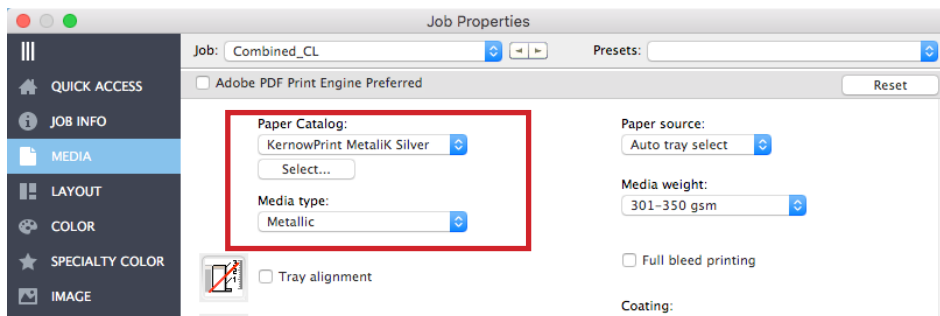 Job Properties
Job: Combined_CL
Presets:
QUICK ACCESS
JOB INFO
MEDIA
LAYOUT
COLOR
SPECIALTY COLOR
IMAGE
Adobe PDF Print Engine Preferred
Reset
Paper Catalog:
KernowPrint MetaliK Silver
Select...
Media type:
Metallic
Tray alignment
Paper source:
Auto tray select
Media weight:
301-350 gsm
Full bleed printing
Coating: